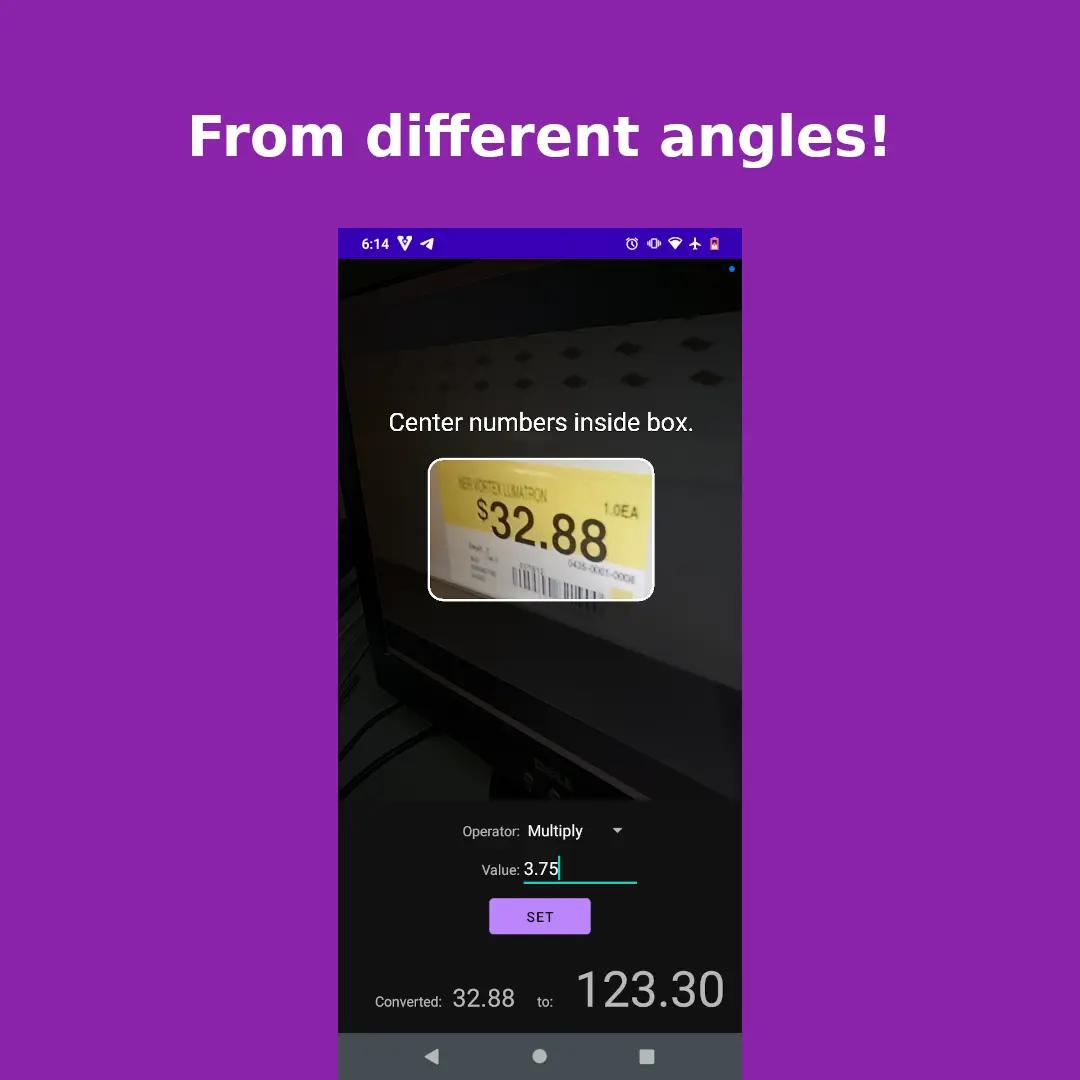 From different angles!
6:14
Center numbers inside box.
VORTEX LUMATRON
$32.88
1.0EA
0435-0001-0008
Operator: Multiply
Value: 3.75
SET
Converted: 32.88 to: 123.30